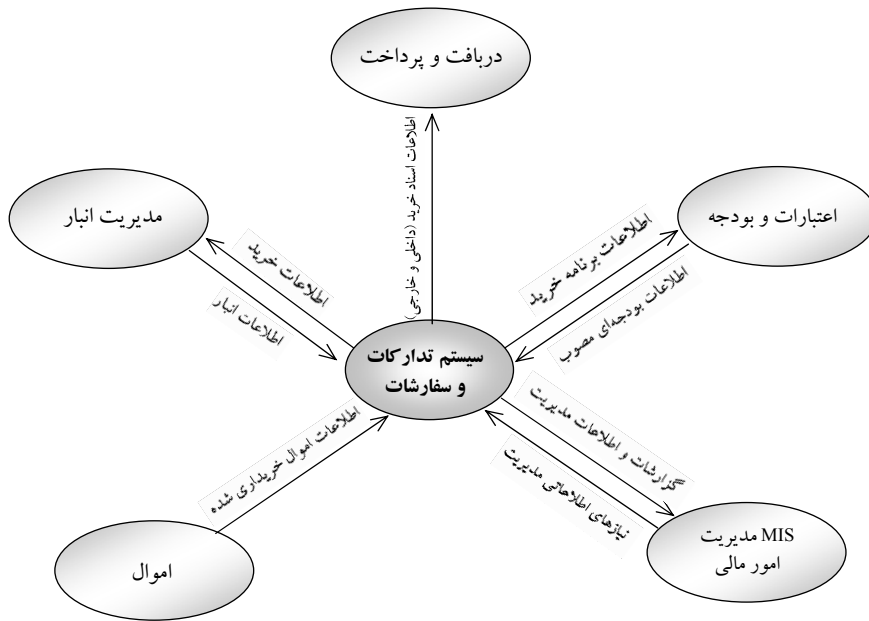 دریافت و پرداخت
اطلاعات اسناد خرید (داخلی و خارجی)
مدیریت انبار
اعتبارات و بودجه
اطلاعات خرید
اطلاعات انبار
اطلاعات برنامه خرید
اطلاعات بودجه‌ای مصوب
سیستم تدارکات
و سفارشات
اطلاعات اموال خریداری شده
گزارشات و اطلاعات مدیریت
نیازهای اطلاعاتی مدیریت
اموال
MIS مدیریت
امور مالی